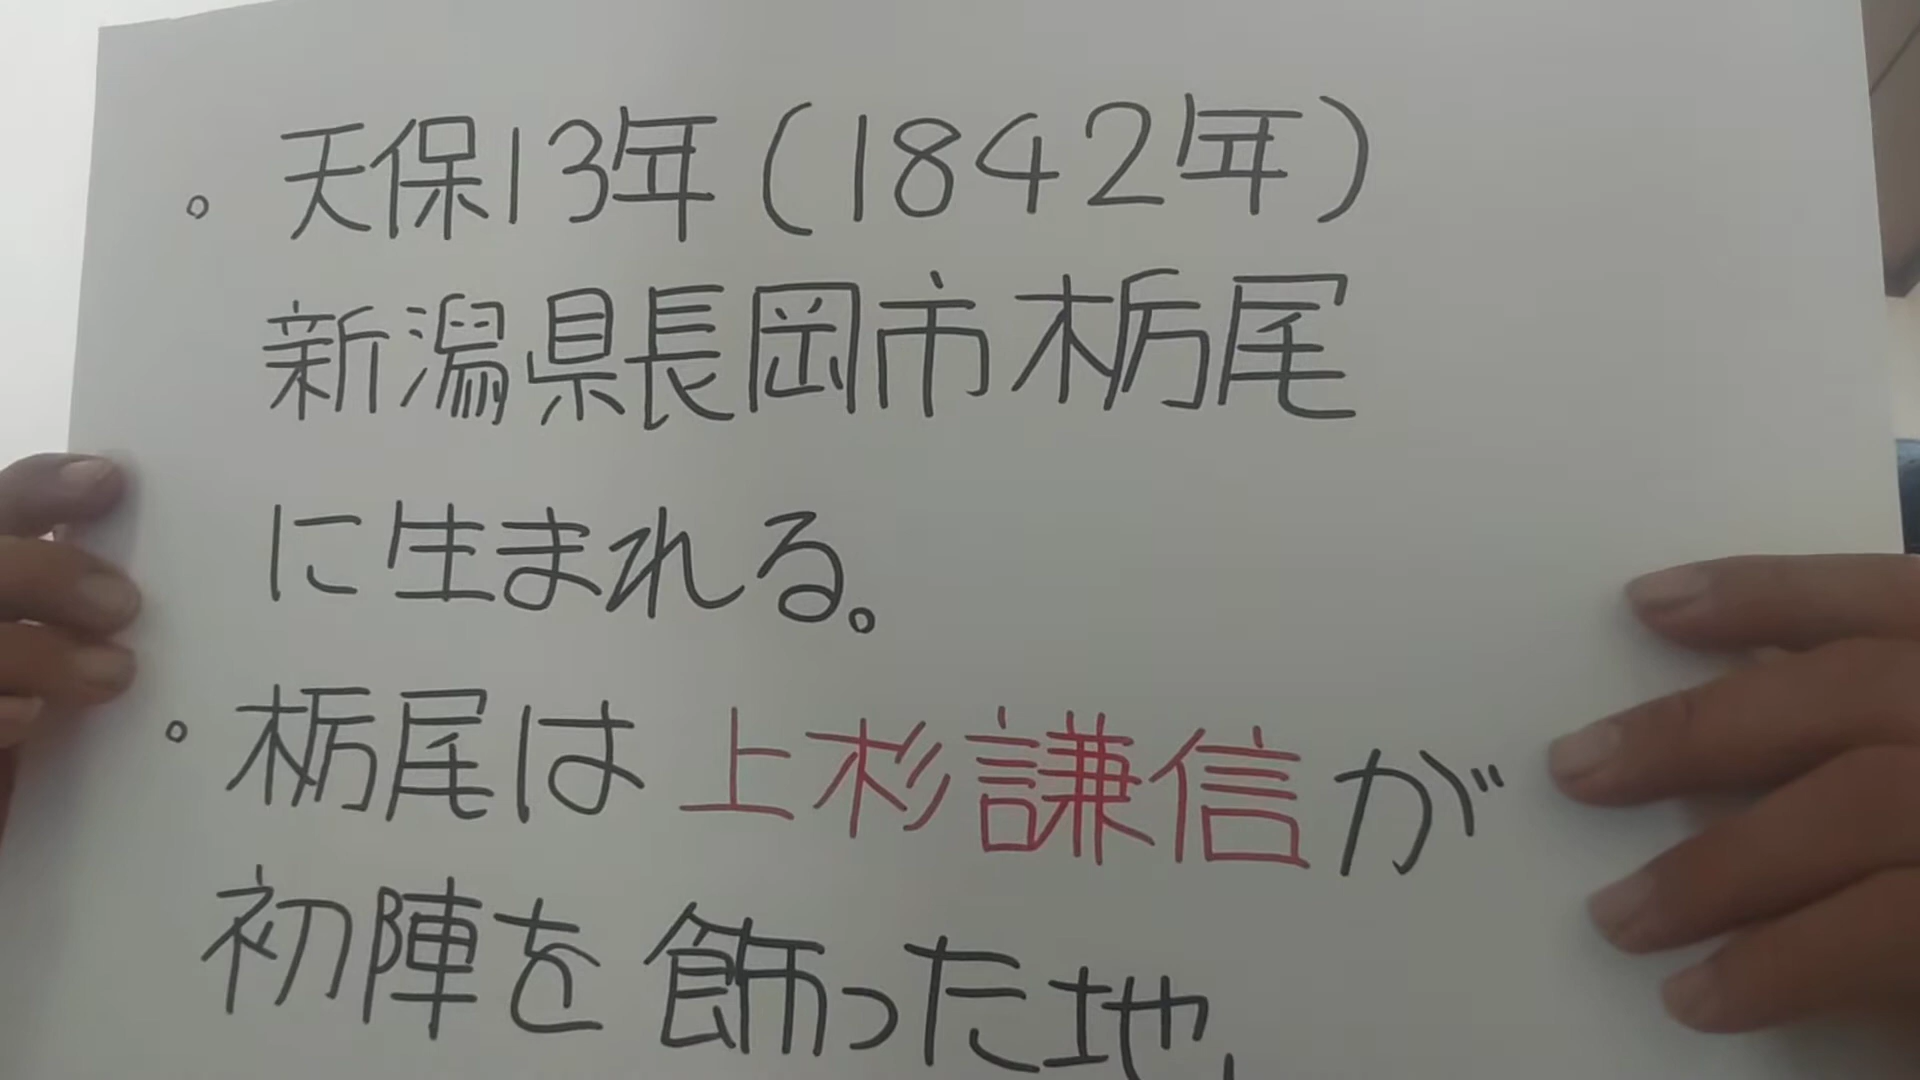 。天保13年(1842年)
新潟県長岡市栃尾
に生まれる。
。栃尾は上杉謙信が
初陣を飾った地